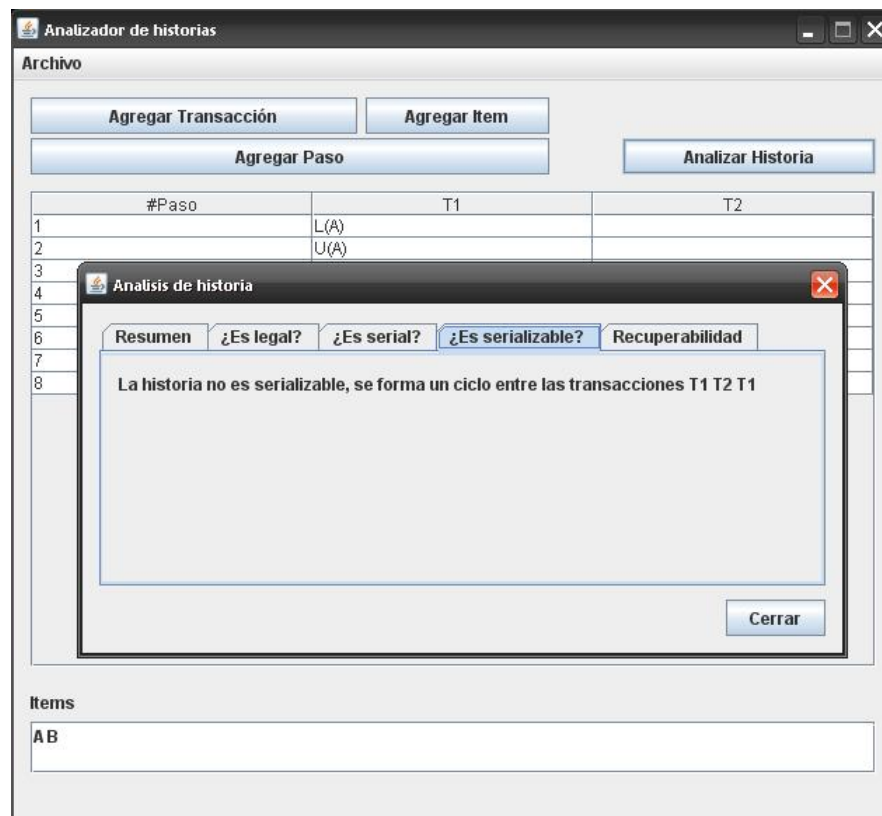 Analizador de historias
Archivo
Agregar Transacción Agregar Item
Agregar Paso Analizar Historia
#Paso T1 T2
1 L(A)
2 U(A)
3
4
5
6
7
8
Analisis de historia
Resumen ¿Es legal? ¿Es serial? ¿Es serializable? Recuperabilidad
La historia no es serializable, se forma un ciclo entre las transacciones T1 T2 T1
Cerrar
Items
A B